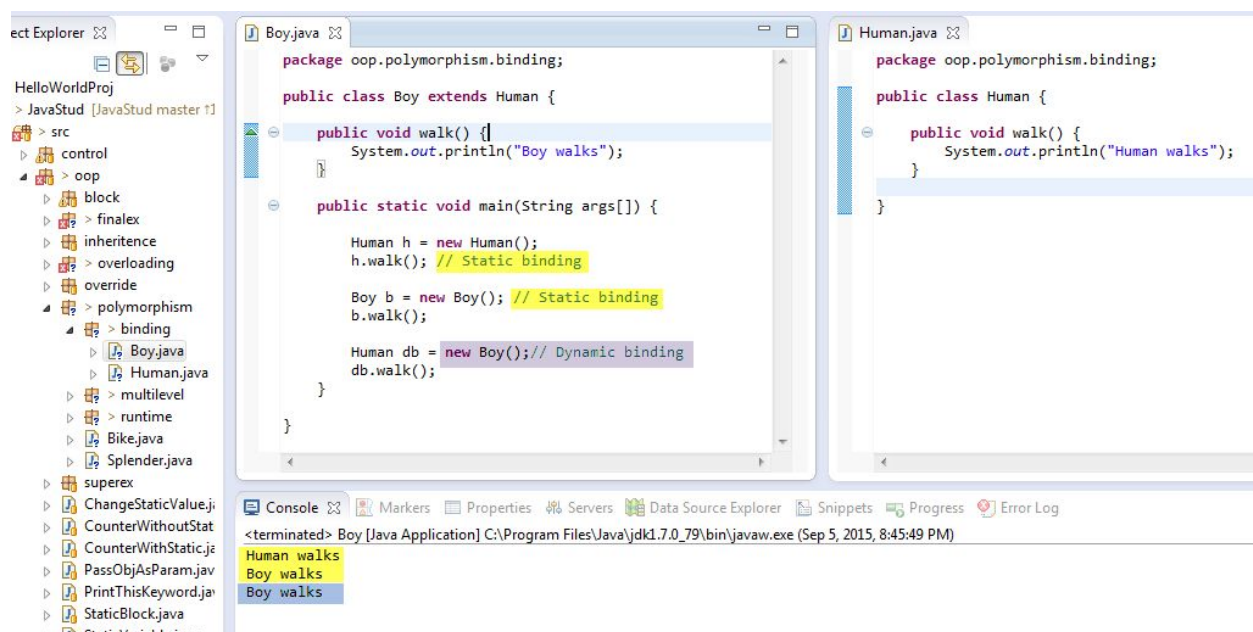 ect Explorer
HelloWorldProj
> JavaStud [JavaStud master ↑1
> src
control
> oop
block
> finalex
inheritence
> overloading
override
> polymorphism
> binding
Boy.java
Human.java
> multilevel
> runtime
Bike.java
Splender.java
superex
ChangeStaticValue.ja
CounterWithoutStat
CounterWithStatic.ja
PassObjAsParam.jav
PrintThisKeyword.jav
StaticBlock.java
Boy.java
package oop.polymorphism.binding;
public class Boy extends Human {
public void walk() {
System.out.println("Boy walks");
}
public static void main(String args[]) {
Human h = new Human();
h.walk(); // Static binding
Boy b = new Boy(); // Static binding
b.walk();
Human db = new Boy();// Dynamic binding
db.walk();
}
}
Human.java
package oop.polymorphism.binding;
public class Human {
public void walk() {
System.out.println("Human walks");
}
}
Console Markers Properties Servers Data Source Explorer Snippets Progress Error Log
<terminated> Boy [Java Application] C:\Program Files\Java\jdk1.7.0_79\bin\javaw.exe (Sep 5, 2015, 8:45:49 PM)
Human walks
Boy walks
Boy walks